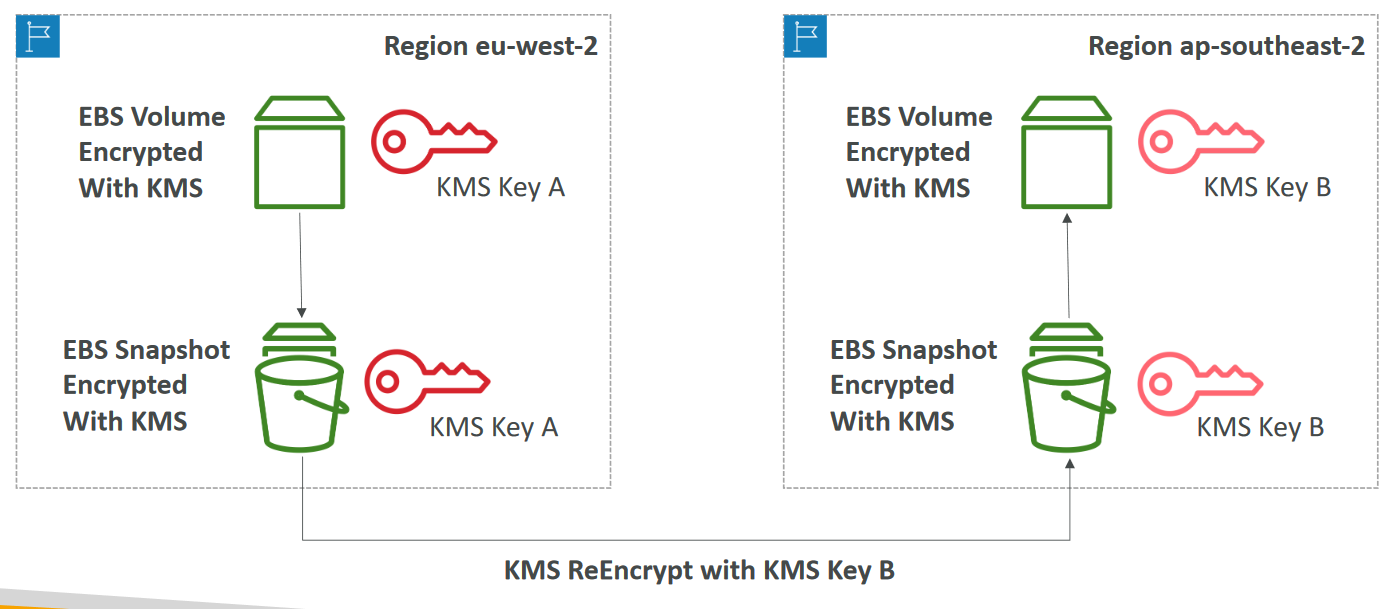 Region eu-west-2
EBS Volume
Encrypted
With KMS
KMS Key A
EBS Snapshot
Encrypted
With KMS
KMS Key A
Region ap-southeast-2
EBS Volume
Encrypted
With KMS
KMS Key B
EBS Snapshot
Encrypted
With KMS
KMS Key B
KMS ReEncrypt with KMS Key B